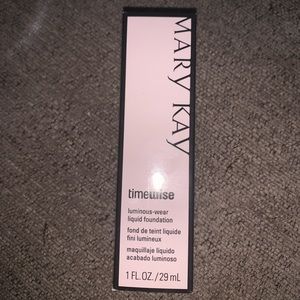 MARY KAY
timewise
luminous-wear
liquid foundation
fond de teint liquide
fini lumineux
maquillaje líquido
acabado luminoso
1 FL. OZ. / 29 mL